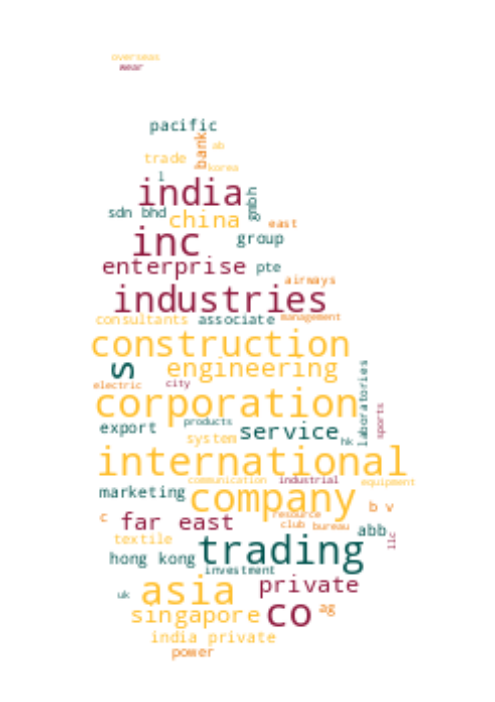 overseas
wear
pacific
bank
ab
trade
korea
l
india
gmbh
sdn bhd
china
east
inc
group
enterprise
pte
airways
industries
consultants
associate
management
construction
s
engineering
laboratories
electric
city
corporation
sports
export
products
service
system
hk
international
communication
industrial
equipment
marketing
company
b v
c
far east
resource
club
bureau
abb
llc
textile
trading
hong kong
investment
uk
asia
private
singapore
co
ag
india private
power